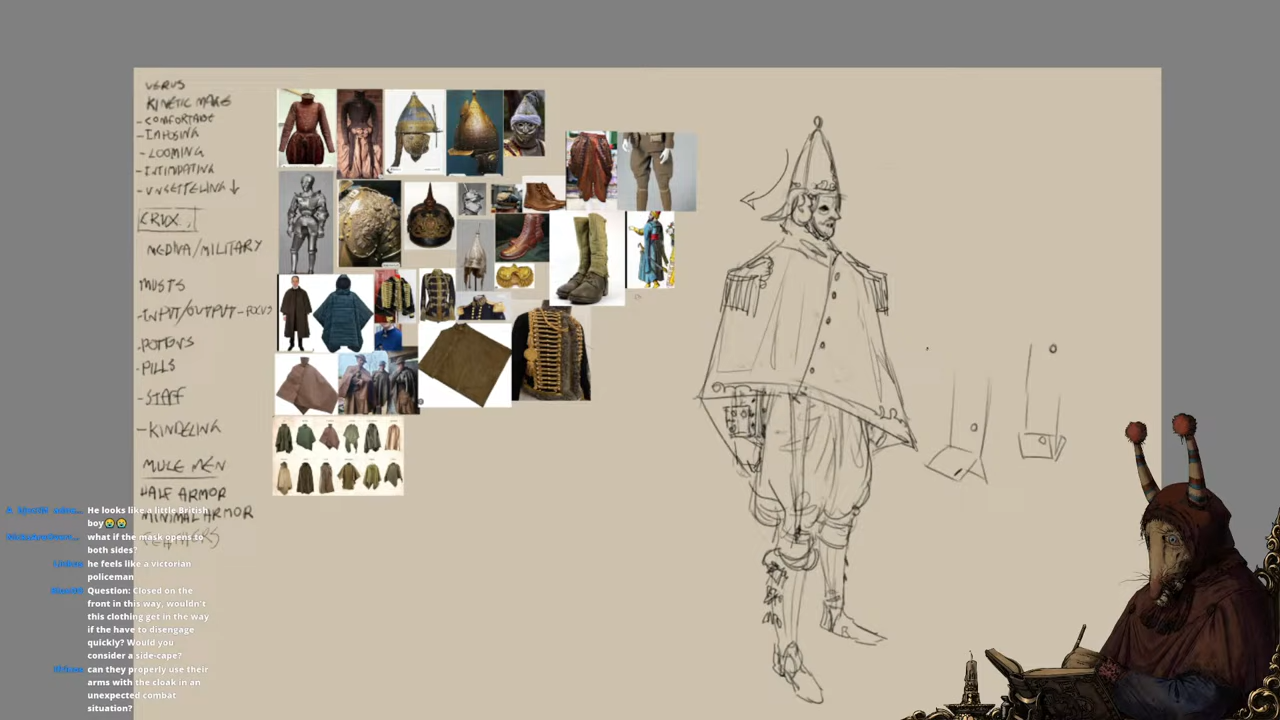 VERUS
KINETIC MAGE
-COMFORTABLE
-IMPOSING
-LOOMING
-INTIMIDATING
-UNSETTELING ↓
CRUX
MEDIVA/MILITARY
MUSTS
-INPUT/OUTPUT-FOCUS
-POTIONS
-PILLS
-STAFF
-KINDELING
MULE MEN
HALF ARMOR
MINIMAL ARMOR
He looks like a little British
boy😭😭
what if the mask opens to
both sides?
he feels like a victorian
policeman
Question: Closed on the
front in this way, wouldn't
this clothing get in the way
if the have to disengage
quickly? Would you
consider a side-cape?
can they properly use their
arms with the cloak in an
unexpected combat
situation?